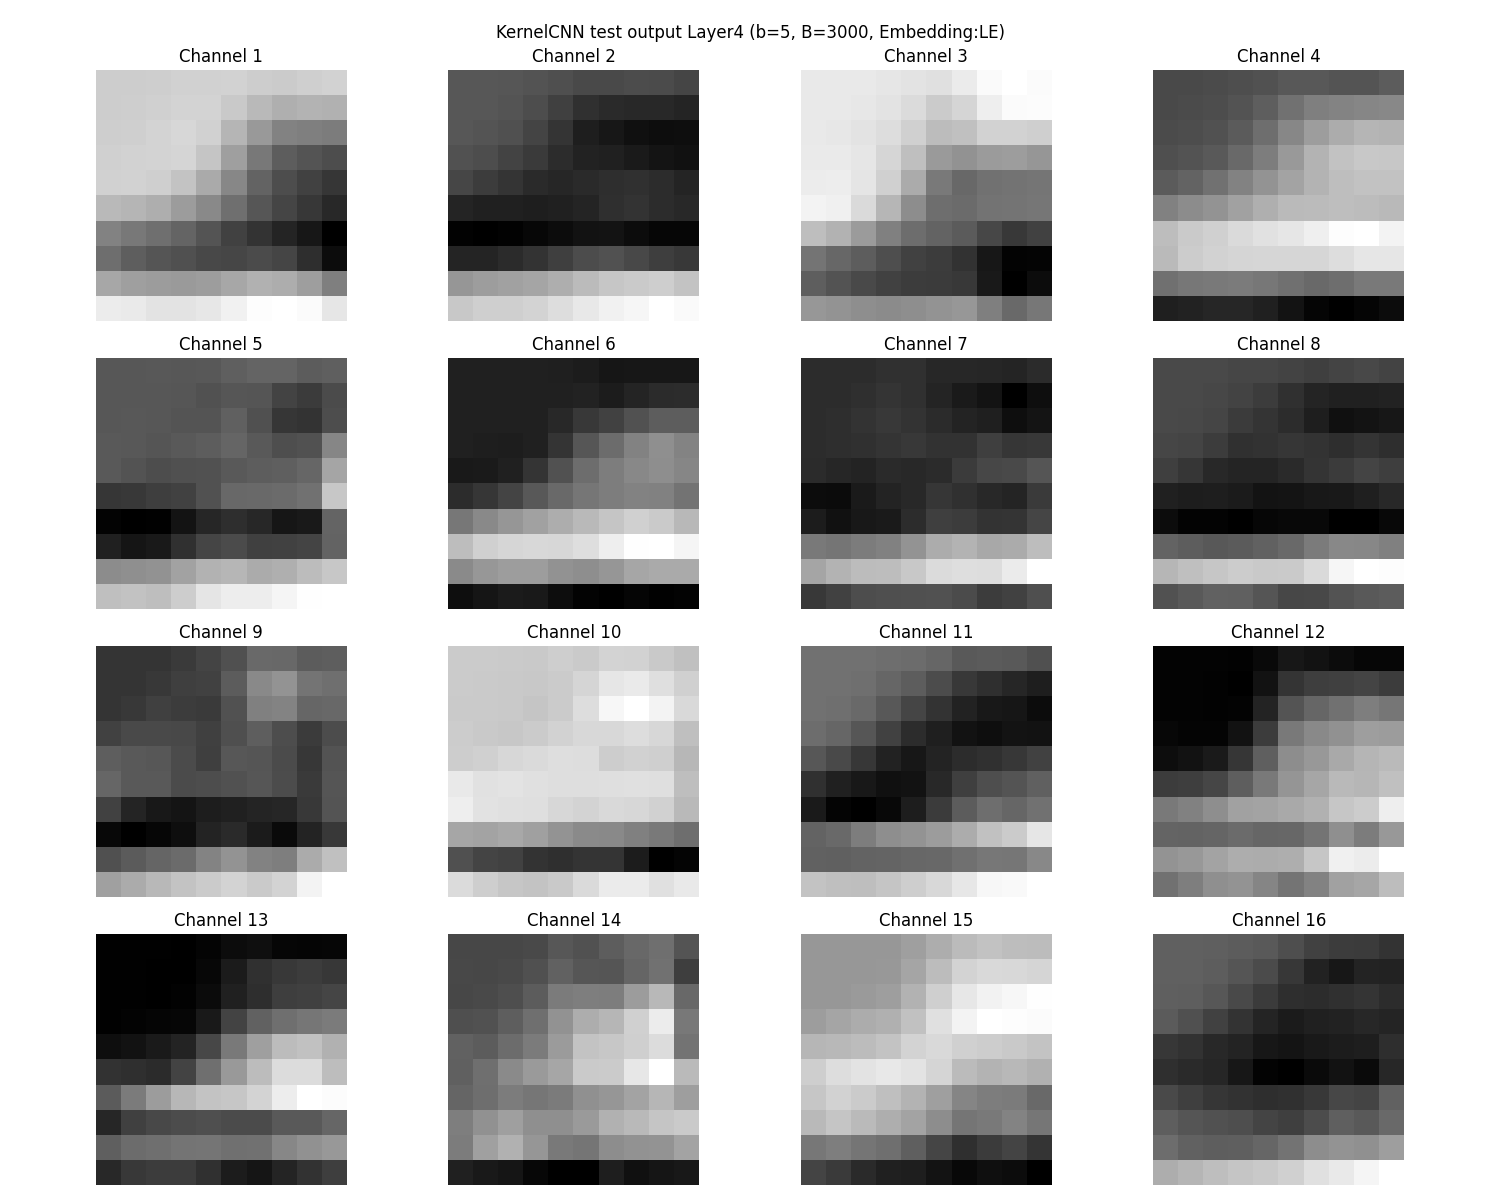 KernelCNN test output Layer4 (b=5, B=3000, Embedding:LE)
Channel 1 Channel 2 Channel 3 Channel 4
Channel 5 Channel 6 Channel 7 Channel 8
Channel 9 Channel 10 Channel 11 Channel 12
Channel 13 Channel 14 Channel 15 Channel 16